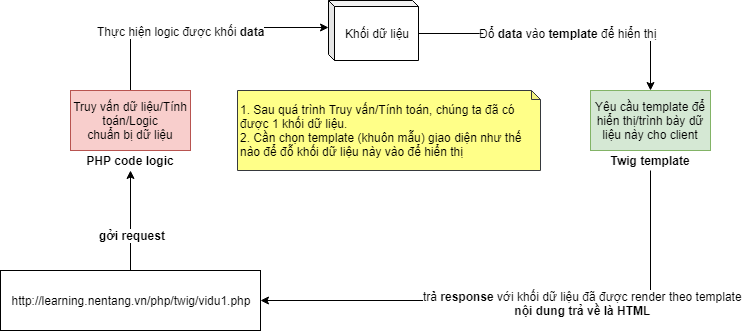 Thực hiện logic được khối data
Khối dữ liệu
Đổ data vào template để hiển thị
Truy vấn dữ liệu/Tính
toán/Logic
chuẩn bị dữ liệu
PHP code logic
1. Sau quá trình Truy vấn/Tính toán, chúng ta đã có
được 1 khối dữ liệu.
2. Cần chọn template (khuôn mẫu) giao diện như thế
nào để đổ khối dữ liệu này vào để hiển thị
Yêu cầu template để
hiển thị/trình bày dữ
liệu này cho client
Twig template
gởi request
http://learning.nentang.vn/php/twig/vidu1.php
trả response với khối dữ liệu đã được render theo template
nội dung trả về là HTML